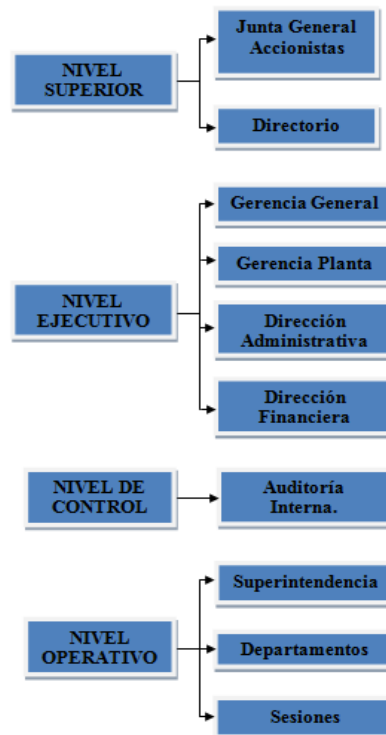 NIVEL
SUPERIOR
Junta General
Accionistas
Directorio
NIVEL
EJECUTIVO
Gerencia General
Gerencia Planta
Dirección
Administrativa
Dirección
Financiera
NIVEL DE
CONTROL
Auditoría
Interna.
NIVEL
OPERATIVO
Superintendencia
Departamentos
Sesiones